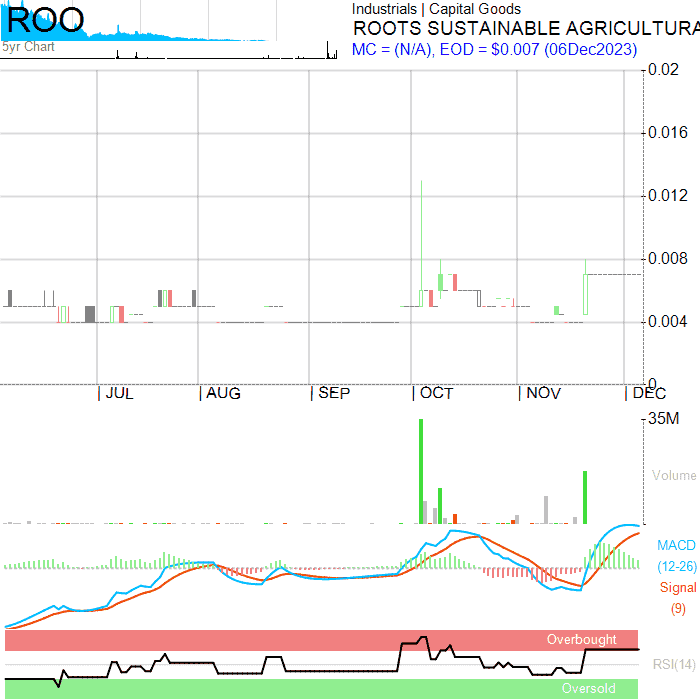 ROO
5yr Chart
Industrials | Capital Goods
ROOTS SUSTAINABLE AGRICULTURA
MC = (N/A), EOD = $0.007 (06Dec2023)
0.02
0.016
0.012
0.008
0.004
0
JUL AUG SEP OCT NOV DEC
35M
Volume
MACD
(12-26)
Signal
(9)
Overbought
RSI(14)
Oversold